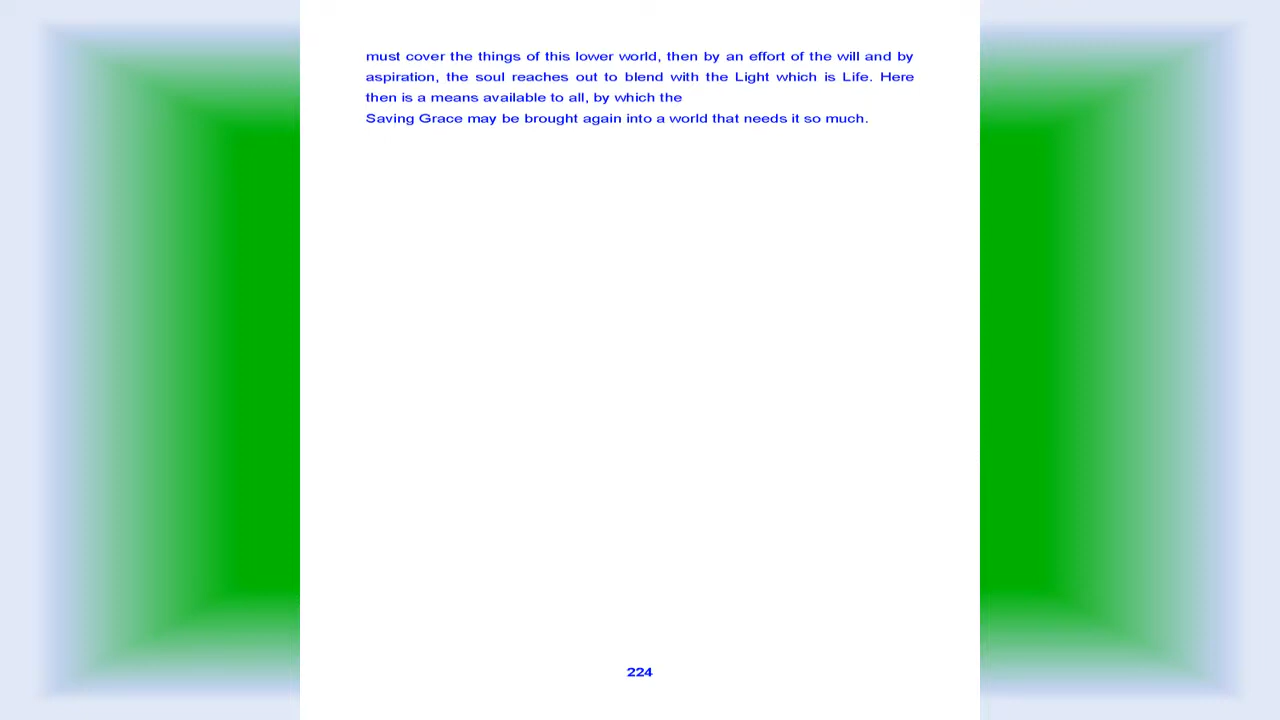 must cover the things of this lower world, then by an effort of the will and by
aspiration, the soul reaches out to blend with the Light which is Life. Here
then is a means available to all, by which the
Saving Grace may be brought again into a world that needs it so much.
224